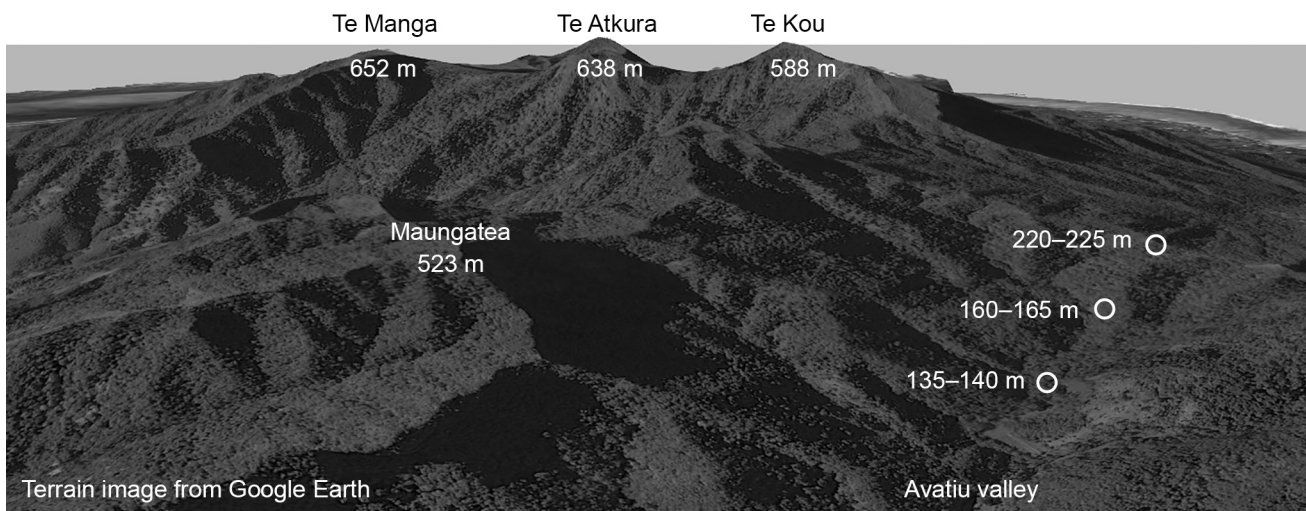 Te Manga
Te Atkura
Te Kou
652 m
638 m
588 m
Maungatea
523 m
220–225 m
160–165 m
135–140 m
Terrain image from Google Earth
Avatiu valley